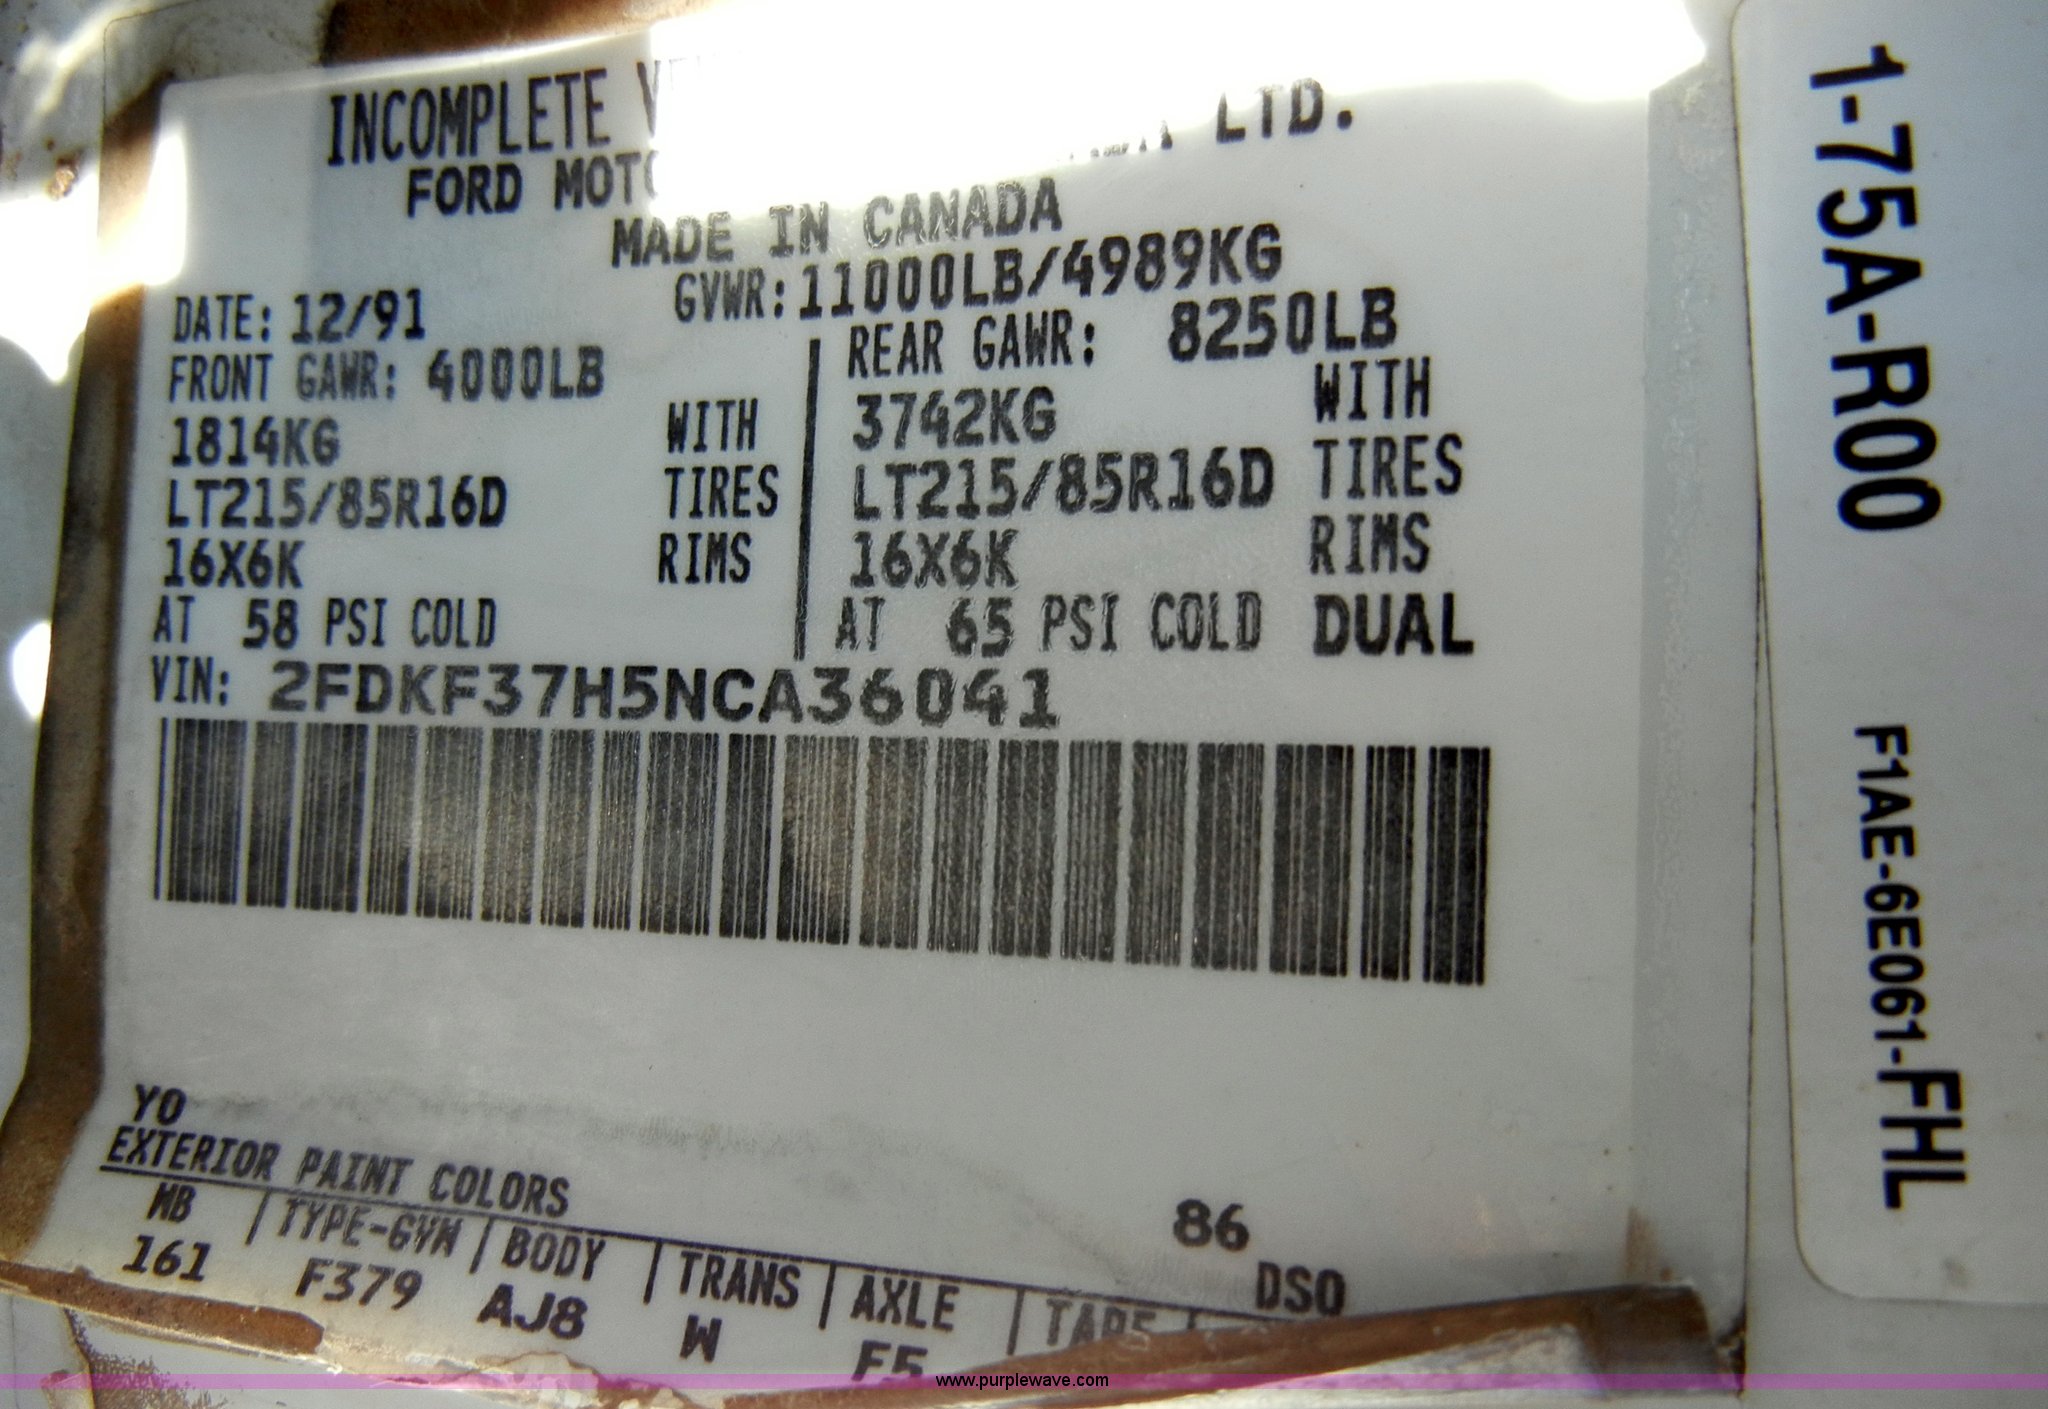 INCOMPLETE
FORD LTD.
MADE IN CANADA
DATE: 12/91 GVWR:11000LB/4989KG
FRONT GAWR: 4000LB REAR GAWR: 8250LB
1814KG WITH 3742KG WITH
LT215/85R16D TIRES LT215/85R16D TIRES
16X6K RIMS 16X6K RIMS
AT 58 PSI COLD AT 65 PSI COLD DUAL
VIN: 2FDKF37H5NCA36041
YO
EXTERIOR PAINT COLORS 86 DSO
MB TYPE-GVM BODY TRANS AXLE TAPE
161 F379 AJ8 W
1-75A-R00
F1AE-6E061-FHL
www.purplewave.com